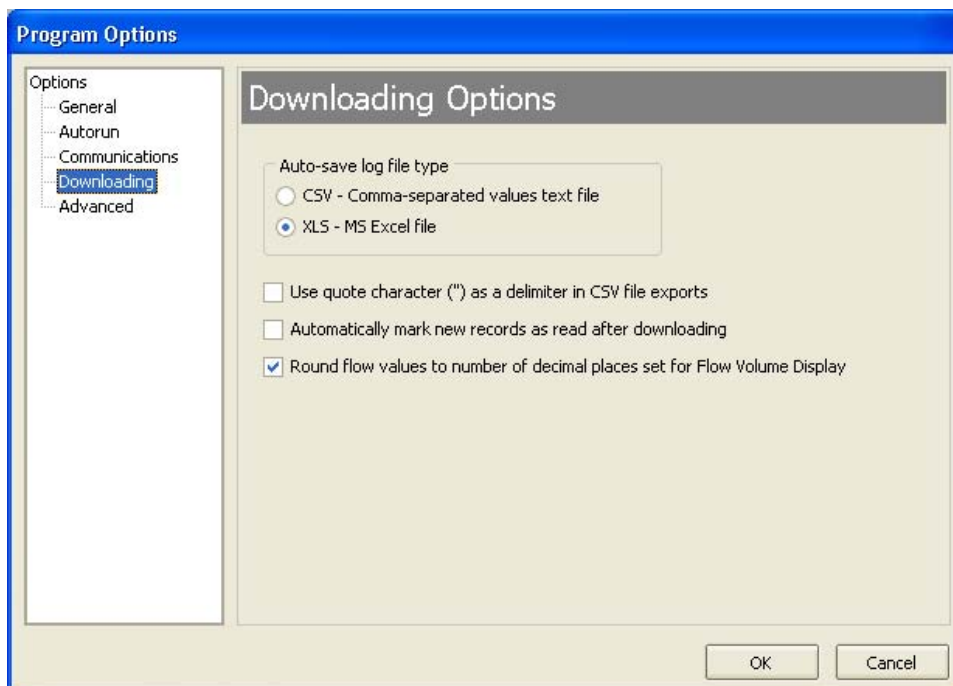 Program Options
Options
General
Autorun
Communications
Downloading
Advanced
Downloading Options
Auto-save log file type
CSV - Comma-separated values text file
XLS - MS Excel file
Use quote character (") as a delimiter in CSV file exports
Automatically mark new records as read after downloading
Round flow values to number of decimal places set for Flow Volume Display
OK
Cancel